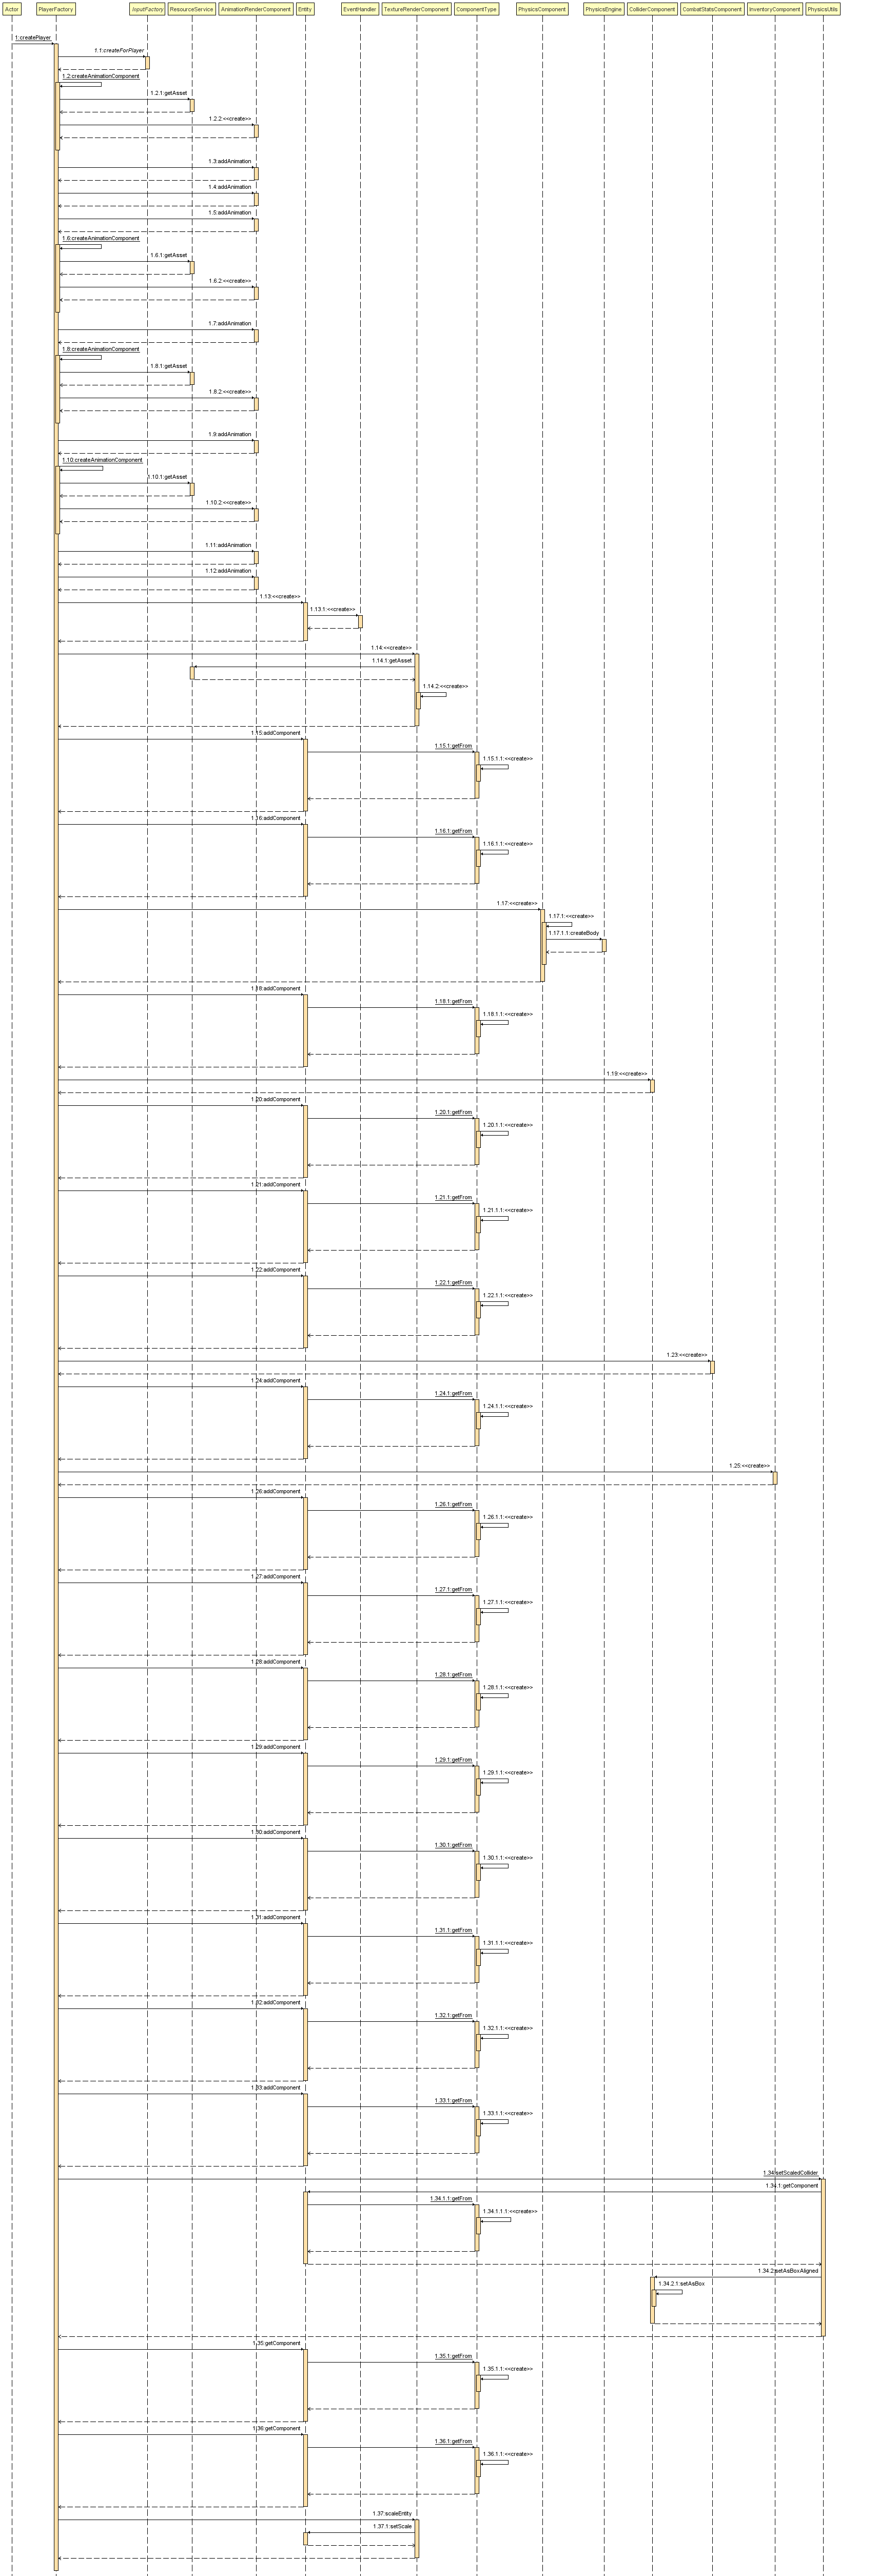 Actor PlayerFactory InputFactory ResourceService AnimationRenderComponent Entity EventHandler TextureRenderComponent ComponentType PhysicsComponent PhysicsEngine ColliderComponent CombatStatsComponent InventoryComponent PhysicsUtils
1:createPlayer
1.1:createForPlayer
1.2:createAnimationComponent
1.2.1:getAsset
1.2.2:<<create>>
1.3:addAnimation
1.4:addAnimation
1.5:addAnimation
1.6:createAnimationComponent
1.6.1:getAsset
1.6.2:<<create>>
1.7:addAnimation
1.8:createAnimationComponent
1.8.1:getAsset
1.8.2:<<create>>
1.9:addAnimation
1.10:createAnimationComponent
1.10.1:getAsset
1.10.2:<<create>>
1.11:addAnimation
1.12:addAnimation
1.13:<<create>>
1.13.1:<<create>>
1.14:<<create>>
1.14.1:getAsset
1.14.2:<<create>>
1.15:addComponent
1.15.1:getFrom
1.15.1.1:<<create>>
1.16:addComponent
1.16.1:getFrom
1.16.1.1:<<create>>
1.17:<<create>>
1.17.1:<<create>>
1.17.1.1:createBody
1.18:addComponent
1.18.1:getFrom
1.18.1.1:<<create>>
1.19:<<create>>
1.20:addComponent
1.20.1:getFrom
1.20.1.1:<<create>>
1.21:addComponent
1.21.1:getFrom
1.21.1.1:<<create>>
1.22:addComponent
1.22.1:getFrom
1.22.1.1:<<create>>
1.23:<<create>>
1.24:addComponent
1.24.1:getFrom
1.24.1.1:<<create>>
1.25:<<create>>
1.26:addComponent
1.26.1:getFrom
1.26.1.1:<<create>>
1.27:addComponent
1.27.1:getFrom
1.27.1.1:<<create>>
1.28:addComponent
1.28.1:getFrom
1.28.1.1:<<create>>
1.29:addComponent
1.29.1:getFrom
1.29.1.1:<<create>>
1.30:addComponent
1.30.1:getFrom
1.30.1.1:<<create>>
1.31:addComponent
1.31.1:getFrom
1.31.1.1:<<create>>
1.32:addComponent
1.32.1:getFrom
1.32.1.1:<<create>>
1.33:addComponent
1.33.1:getFrom
1.33.1.1:<<create>>
1.34:setScaledCollider
1.34.1:getComponent
1.34.1.1:getFrom
1.34.1.1.1:<<create>>
1.34.2:setAsBoxAligned
1.34.2.1:setAsBox
1.35:getComponent
1.35.1:getFrom
1.35.1.1:<<create>>
1.36:getComponent
1.36.1:getFrom
1.36.1.1:<<create>>
1.37:scaleEntity
1.37.1:setScale